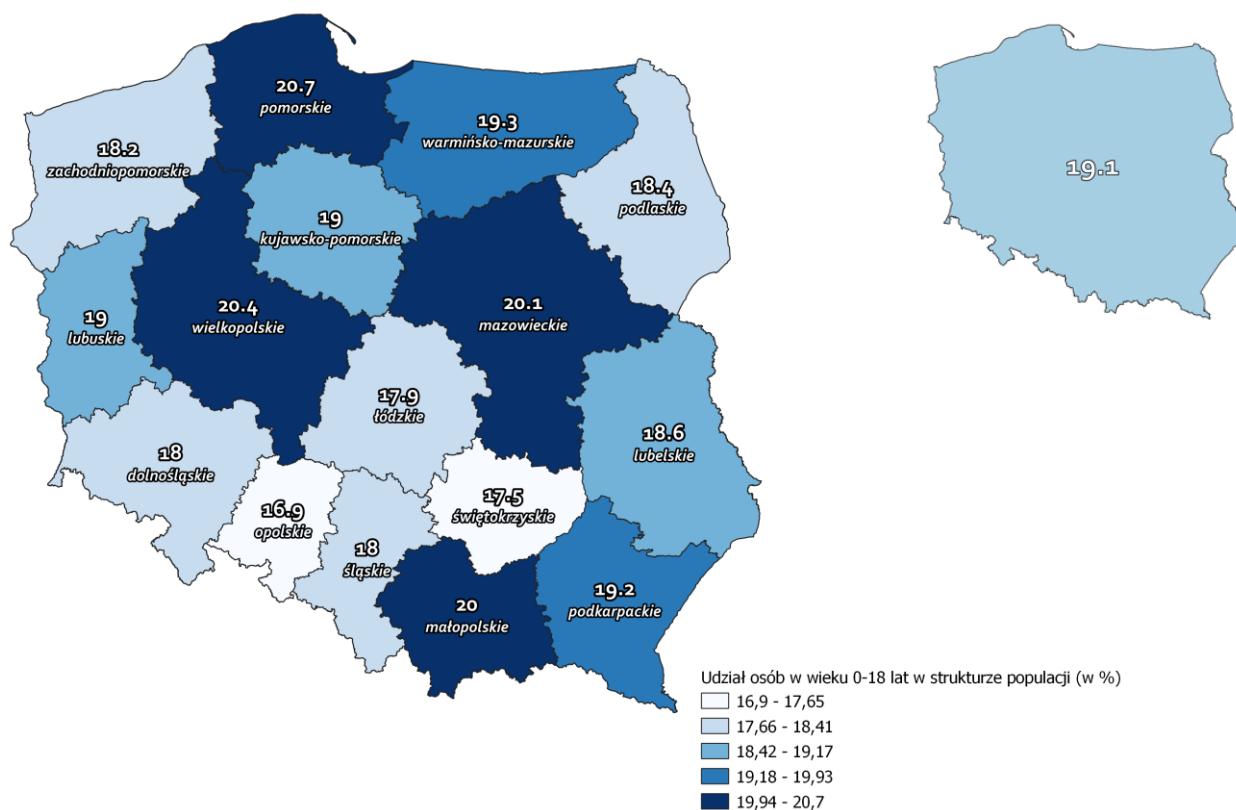 20.7
pomorskie
19.3
warmińsko-mazurskie
18.2
zachodniopomorskie
18.4
podlaskie
19
kujawsko-pomorskie
20.4
wielkopolskie
20.1
mazowieckie
19
lubuskie
17.9
łódzkie
18.6
lubelskie
18
dolnośląskie
16.9
opolskie
17.5
świętokrzyskie
18
śląskie
19.2
podkarpackie
20
małopolskie
19.1
Udział osób w wieku 0-18 lat w strukturze populacji (w %)
16,9 - 17,65
17,66 - 18,41
18,42 - 19,17
19,18 - 19,93
19,94 - 20,7